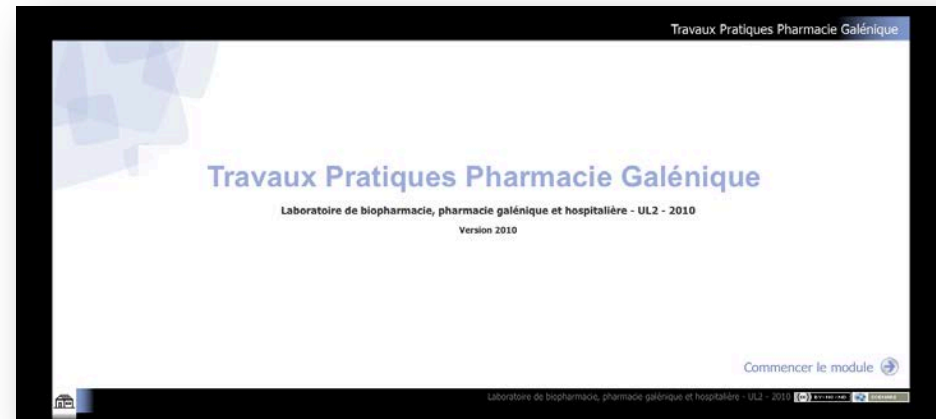 Travaux Pratiques Pharmacie Galénique
Travaux Pratiques Pharmacie Galénique
Laboratoire de biopharmacie, pharmacie galénique et hospitalière - UL2 - 2010
Version 2010
Commencer le module
Laboratoire de biopharmacie, pharmacie galénique et hospitalière - UL2 - 2010